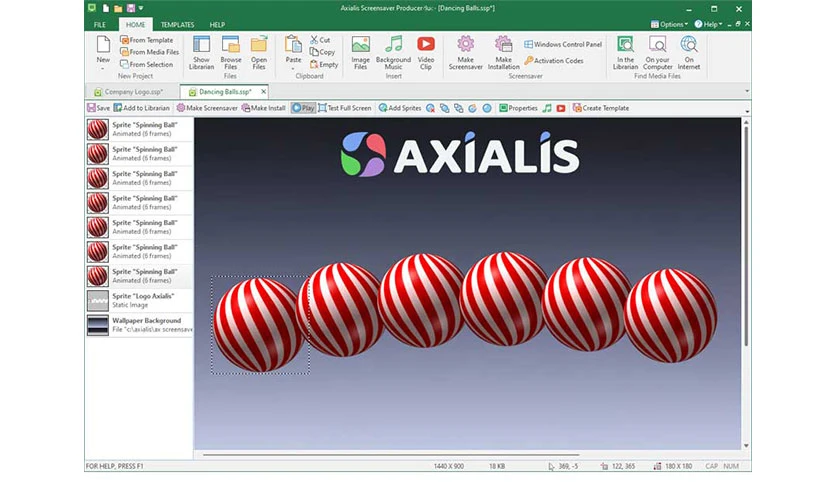 Axialis Screensaver Producer
[Dancing Balls.ssp*]
FILE HOME TEMPLATES HELP
Options Help
New
From Template
From Media Files
From Selection
New Project
Show Librarian
Browse Files
Open Files
Files
Paste
Cut
Copy
Empty
Clipboard
Image Files
Background Music
Video Clip
Insert
Make Screensaver
Make Installation
Windows Control Panel
Activation Codes
Screensaver
In the Librarian
On your Computer
On Internet
Find Media Files
Company Logo.ssp* Dancing Balls.ssp*
Save Add to Librarian Make Screensaver Make Install Play Test Full Screen Add Sprites Properties Create Template
Sprite "Spinning Ball"
Animated (6 frames)
Sprite "Spinning Ball"
Animated (6 frames)
Sprite "Spinning Ball"
Animated (6 frames)
Sprite "Spinning Ball"
Animated (6 frames)
Sprite "Spinning Ball"
Animated (6 frames)
Sprite "Spinning Ball"
Animated (6 frames)
Sprite "Spinning Ball"
Animated (6 frames)
Sprite "Logo Axialis"
Static Image
Wallpaper Background
File "c:\axialis\ax screensave
AXIALIS
FOR HELP, PRESS F1 1440 X 900 18 KB 369, -5 122, 365 180 X 180 CAP NUM